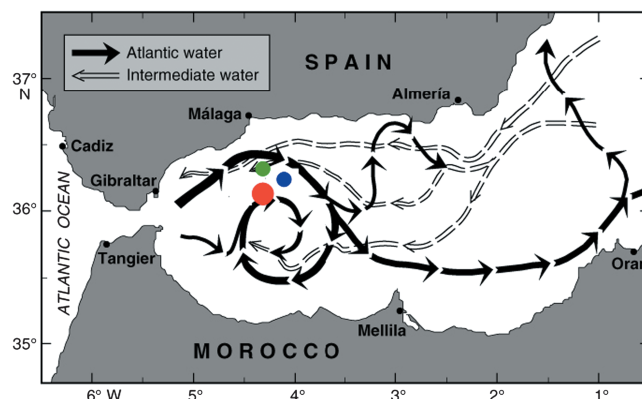 Atlantic water
Intermediate water
SPAIN
37°
N
Almería
Málaga
Cadiz
Gibraltar
36°
ATLANTIC OCEAN
Tangier
Oran
Mellila
35°
MOROCCO
6° W
5°
4°
3°
2°
1°